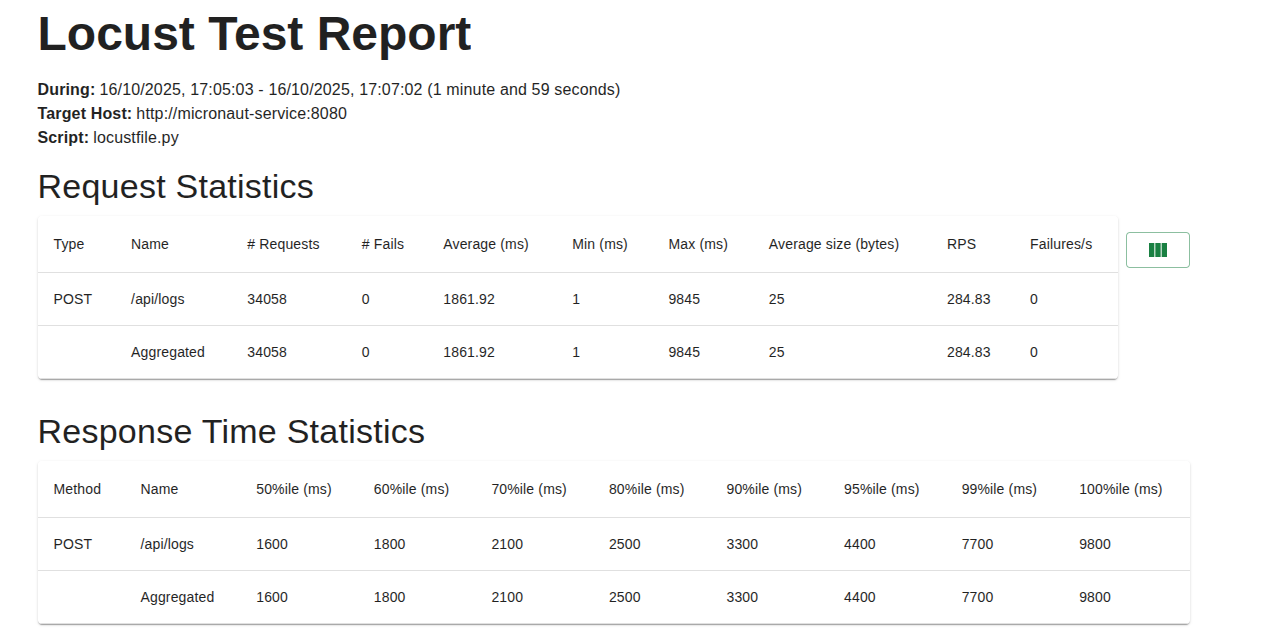 Locust Test Report
During: 16/10/2025, 17:05:03 - 16/10/2025, 17:07:02 (1 minute and 59 seconds)
Target Host: http://micronaut-service:8080
Script: locustfile.py
Request Statistics
Type Name # Requests # Fails Average (ms) Min (ms) Max (ms) Average size (bytes) RPS Failures/s
POST /api/logs 34058 0 1861.92 1 9845 25 284.83 0
Aggregated 34058 0 1861.92 1 9845 25 284.83 0
Response Time Statistics
Method Name 50%ile (ms) 60%ile (ms) 70%ile (ms) 80%ile (ms) 90%ile (ms) 95%ile (ms) 99%ile (ms) 100%ile (ms)
POST /api/logs 1600 1800 2100 2500 3300 4400 7700 9800
Aggregated 1600 1800 2100 2500 3300 4400 7700 9800